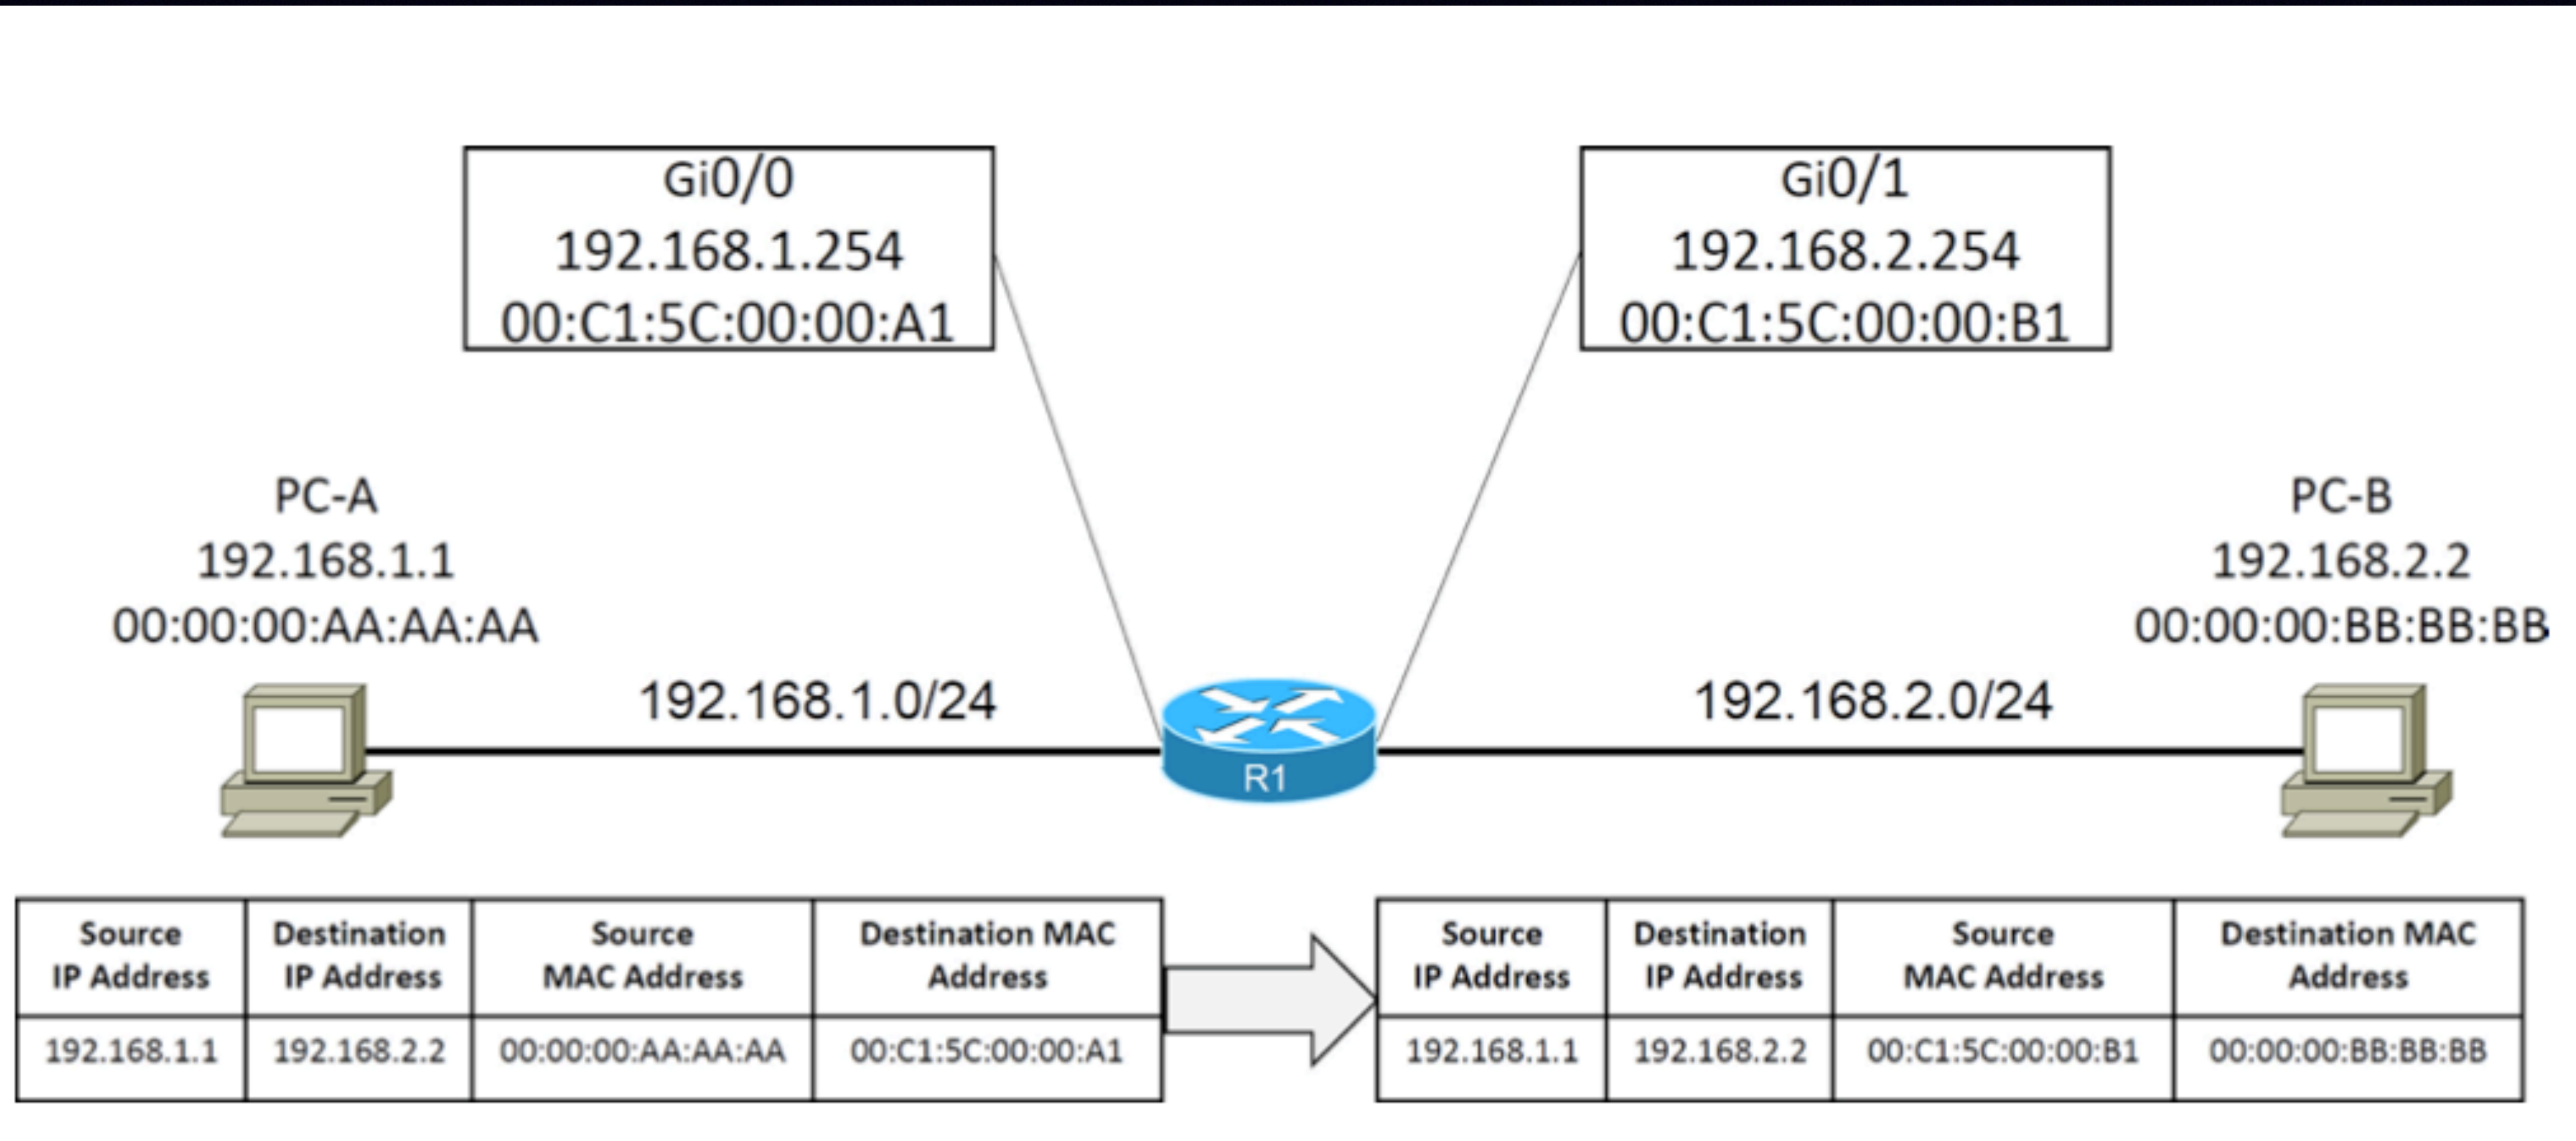 Gi0/0
192.168.1.254
00:C1:5C:00:00:A1
Gi0/1
192.168.2.254
00:C1:5C:00:00:B1
PC-A
192.168.1.1
00:00:00:AA:AA:AA
PC-B
192.168.2.2
00:00:00:BB:BB:BB
192.168.1.0/24
192.168.2.0/24
R1
Source IP Address
Destination IP Address
Source MAC Address
Destination MAC Address
192.168.1.1
192.168.2.2
00:00:00:AA:AA:AA
00:C1:5C:00:00:A1
Source IP Address
Destination IP Address
Source MAC Address
Destination MAC Address
192.168.1.1
192.168.2.2
00:C1:5C:00:00:B1
00:00:00:BB:BB:BB